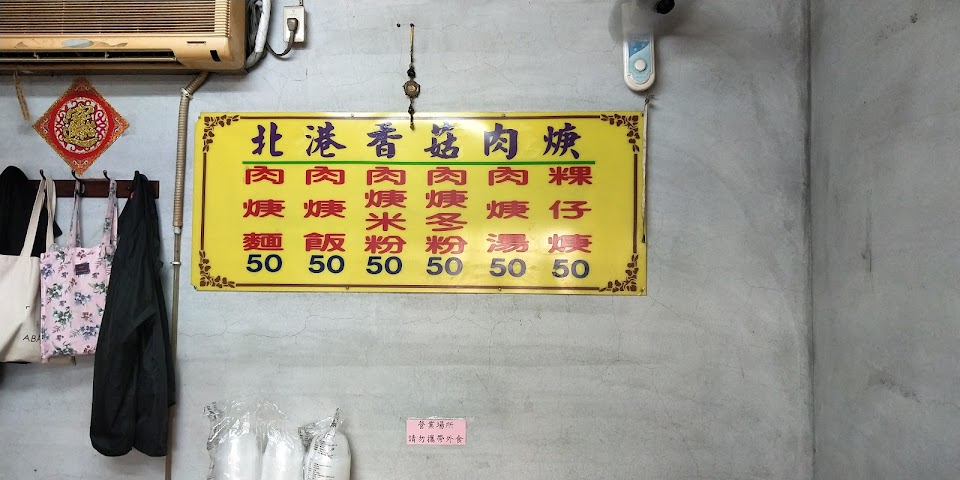 北港香菇肉焿
肉焿麵 50
肉焿飯 50
肉焿米粉 50
肉焿冬粉 50
肉焿湯 50
粿仔焿 50
營業場所
請勿攜帶外食